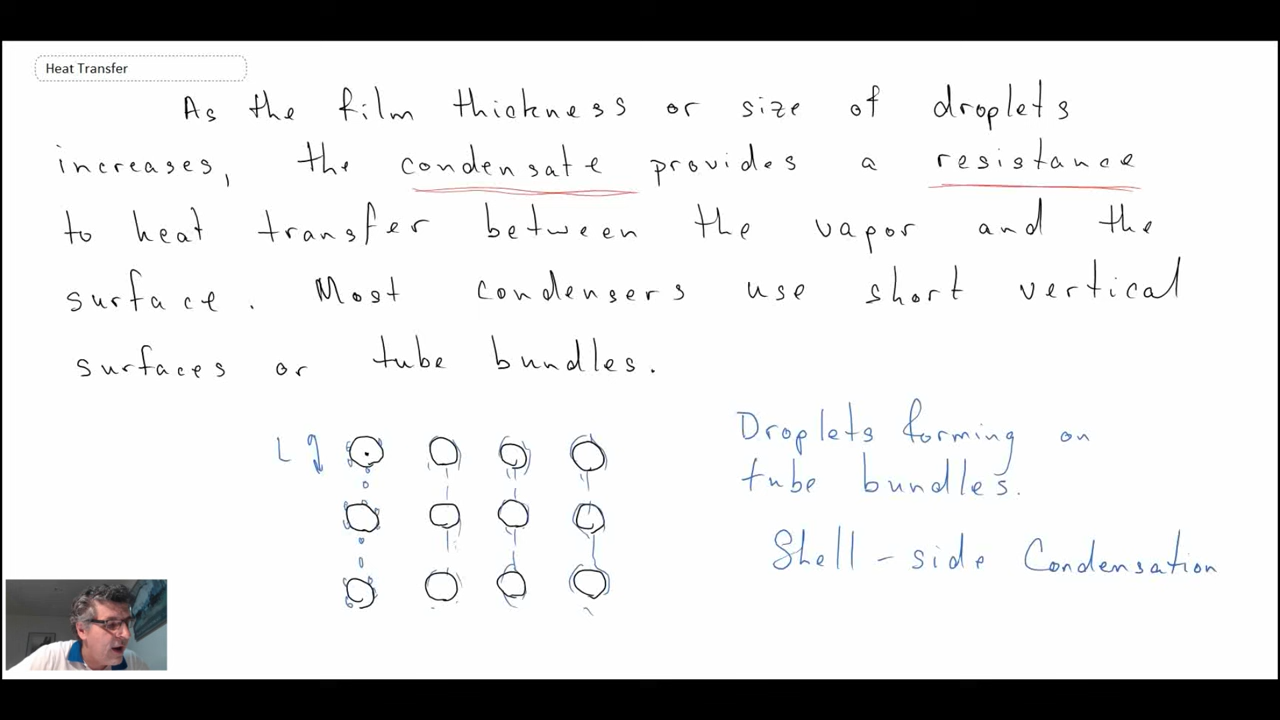 Heat Transfer
As the film thickness or size of droplets
increases, the condensate provides a resistance
to heat transfer between the vapor and the
surface. Most condensers use short vertical
surfaces or tube bundles.
Droplets forming on
tube bundles.
Shell-side Condensation